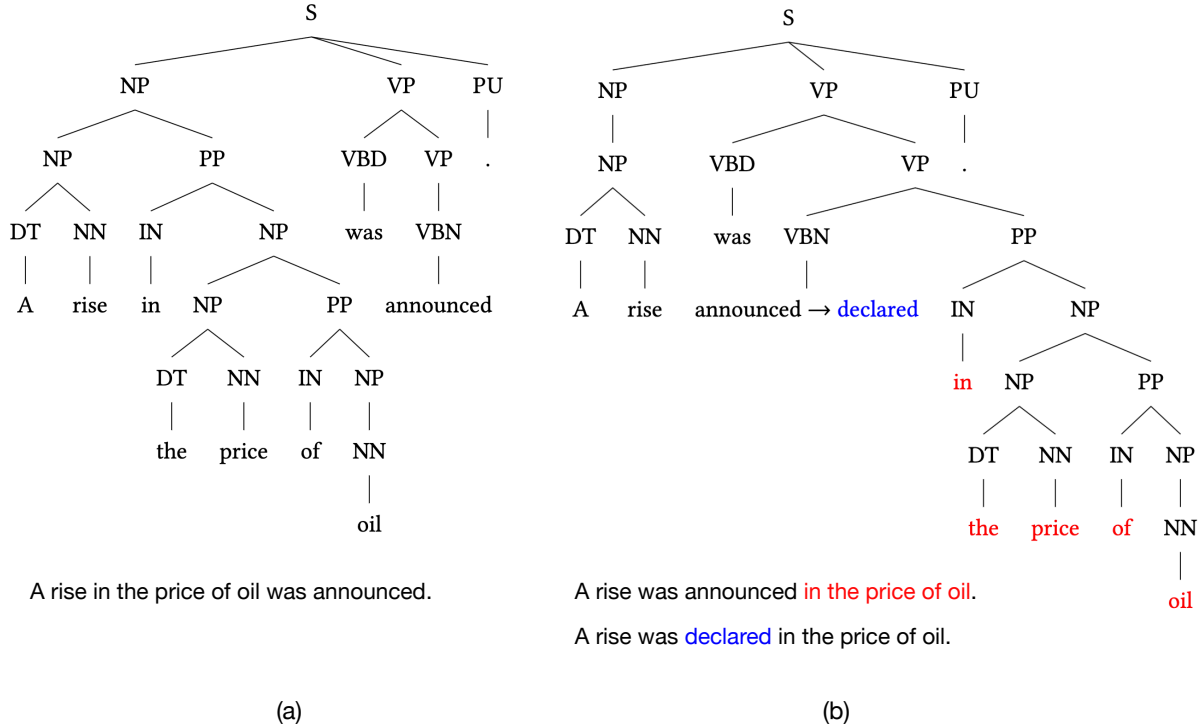 S
S
NP VP PU
NP VP PU
NP PP VBD VP .
NP VBD VP .
DT NN IN NP was VBN
DT NN was VBN PP
A rise in NP PP announced
A rise announced → declared IN NP
DT NN IN NP
in NP PP
the price of NN
DT NN IN NP
oil
the price of NN
oil
A rise in the price of oil was announced.
A rise was announced in the price of oil.
A rise was declared in the price of oil.
(a)
(b)